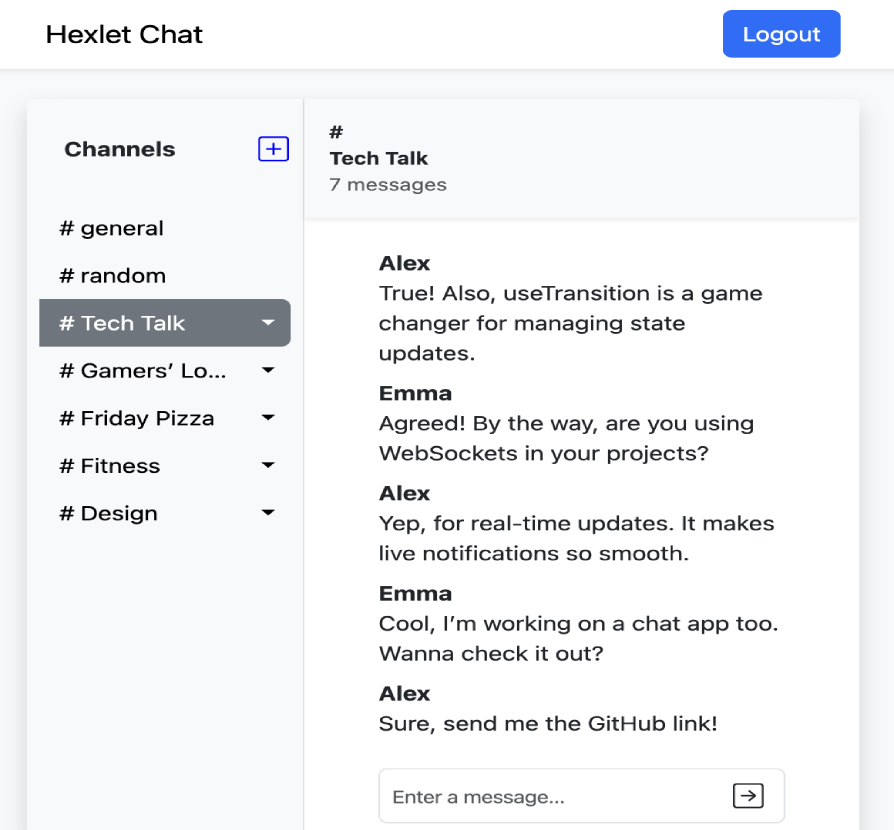 Hexlet Chat
Logout
Channels
# general
# random
# Tech Talk
# Gamers’ Lo...
# Friday Pizza
# Fitness
# Design
#
Tech Talk
7 messages
Alex
True! Also, useTransition is a game
changer for managing state
updates.
Emma
Agreed! By the way, are you using
WebSockets in your projects?
Alex
Yep, for real-time updates. It makes
live notifications so smooth.
Emma
Cool, I’m working on a chat app too.
Wanna check it out?
Alex
Sure, send me the GitHub link!
Enter a message...